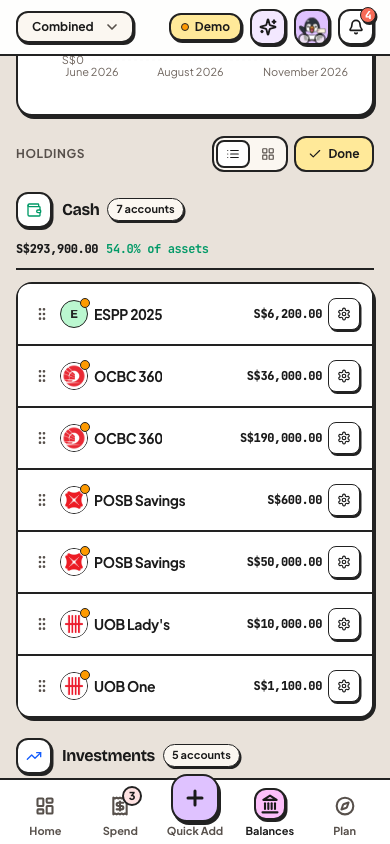 Combined
Demo
4
S$0
June 2026 August 2026 November 2026
HOLDINGS
Done
Cash 7 accounts
S$293,900.00 54.0% of assets
E ESPP 2025 S$6,200.00
OCBC 360 S$36,000.00
OCBC 360 S$190,000.00
POSB Savings S$600.00
POSB Savings S$50,000.00
UOB Lady's S$10,000.00
UOB One S$1,100.00
Investments 5 accounts
3
Home Spend Quick Add Balances Plan